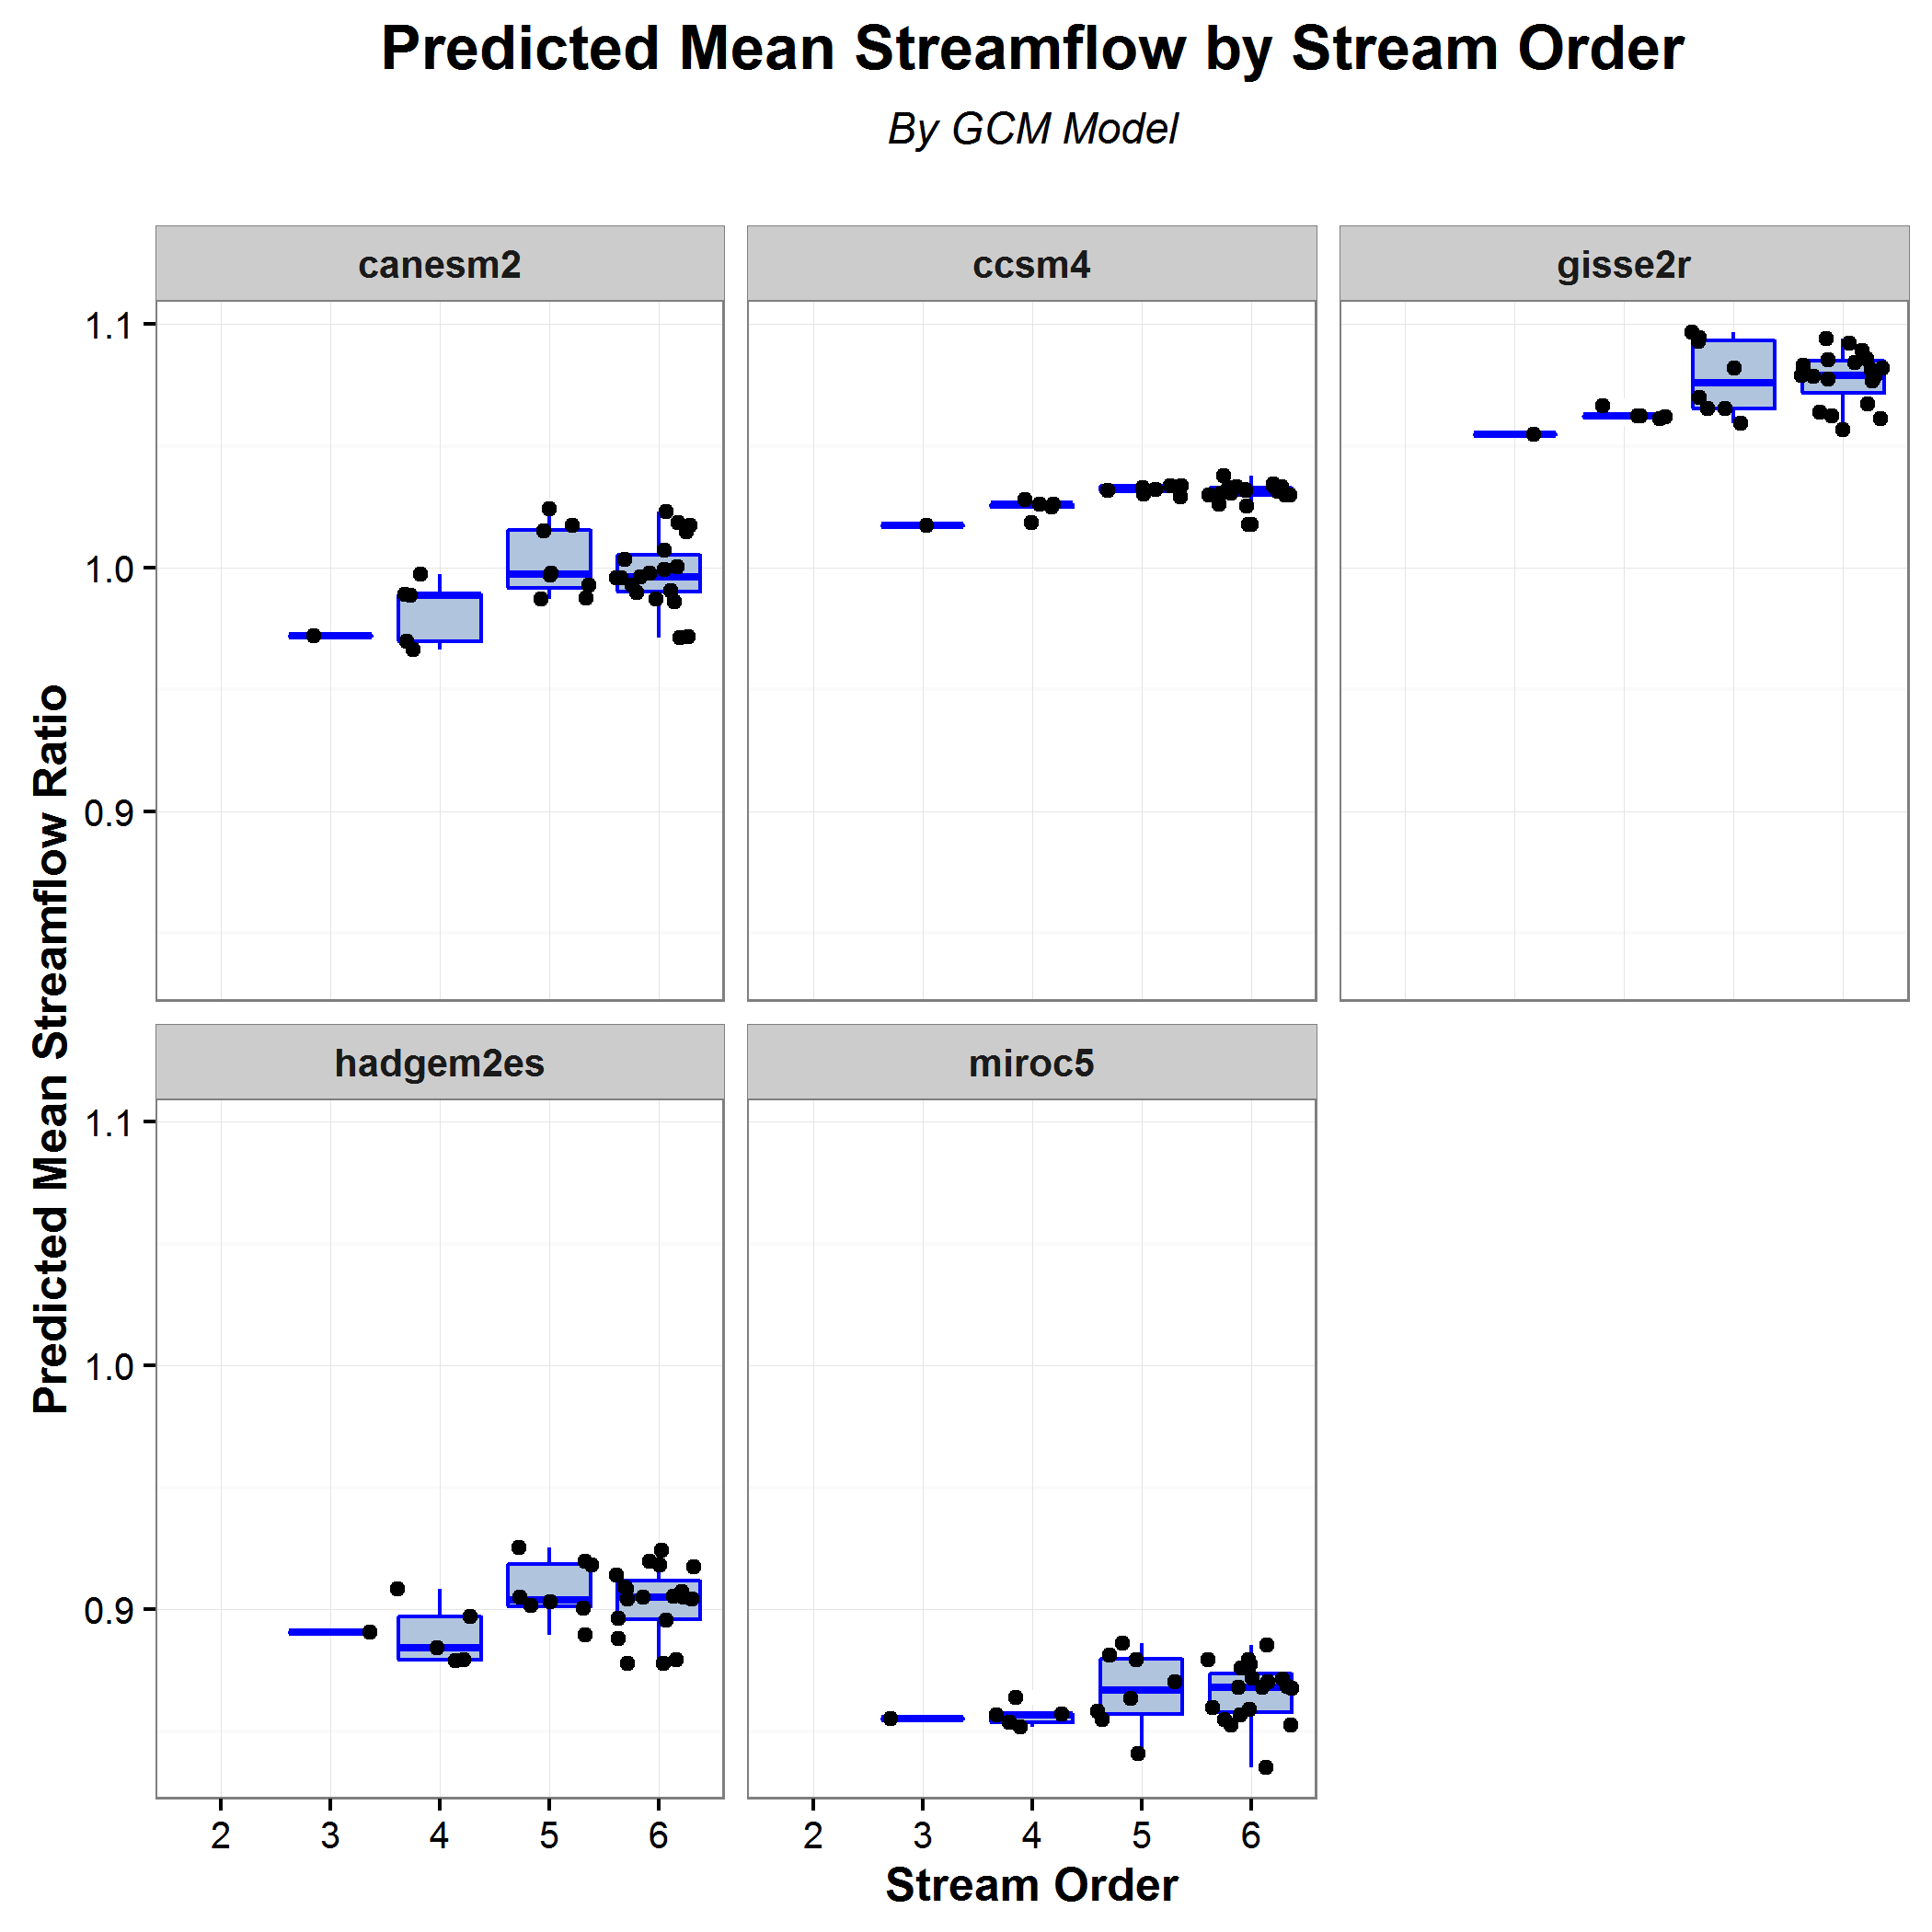 Predicted Mean Streamflow by Stream Order
By GCM Model
canesm2
ccsm4
gisse2r
1.1
1.0
0.9
Predicted Mean Streamflow Ratio
hadgem2es
miroc5
1.1
1.0
0.9
2 3 4 5 6
2 3 4 5 6
Stream Order